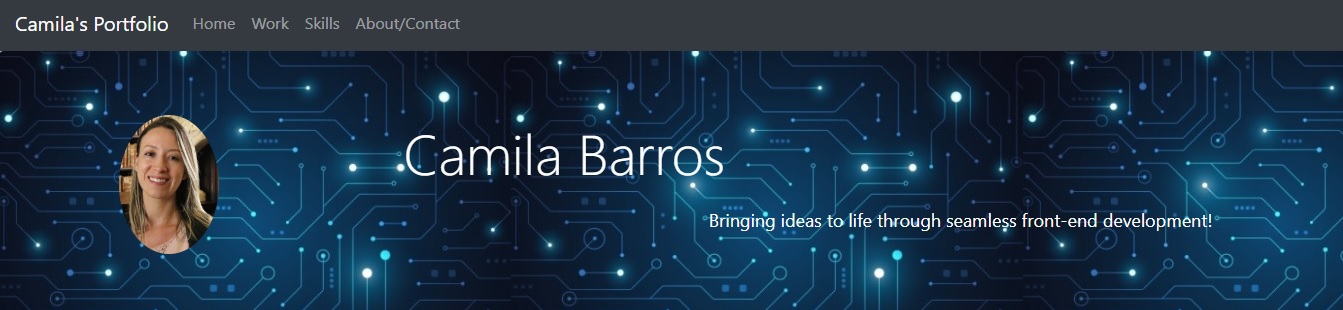 Camila's Portfolio Home Work Skills About/Contact
Camila Barros
Bringing ideas to life through seamless front-end development!